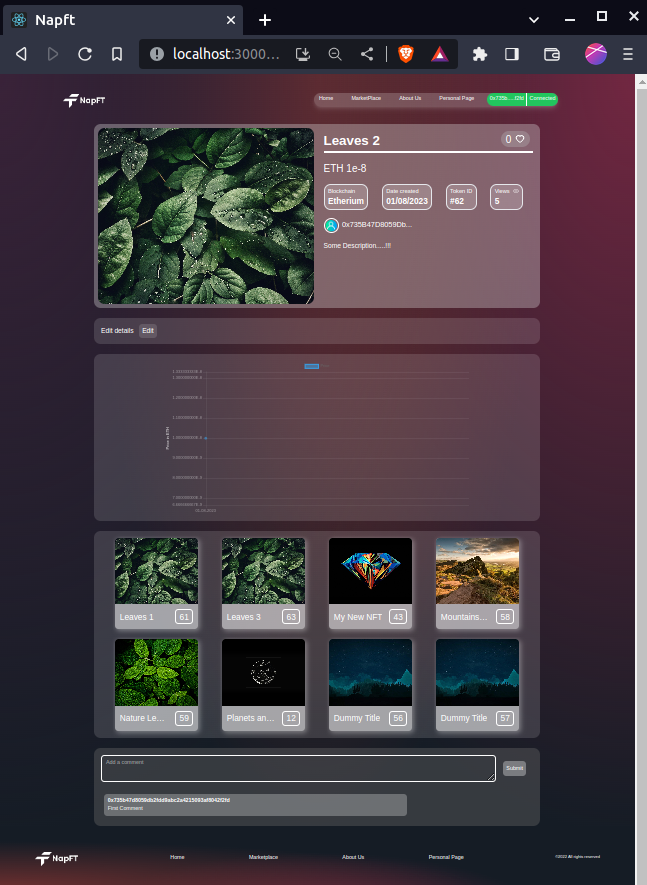 Napft
localhost:3000…
NapFT
Home MarketPlace About Us Personal Page 0x735b.... f2fd Connected
Leaves 2
0
ETH 1e-8
Blockchain
Etherium
Date created
01/08/2023
Token ID
#62
Views
5
0x735B47D8059Db...
Some Description.....!!!
Edit details Edit
Price in ETH
Leaves 1 61
Leaves 3 63
My New NFT 43
Mountains... 58
Nature Le... 59
Planets an... 12
Dummy Title 56
Dummy Title 57
Add a comment
Submit
First Comment
NapFT Home Marketplace About Us Personal Page ©2022 All rights reserved